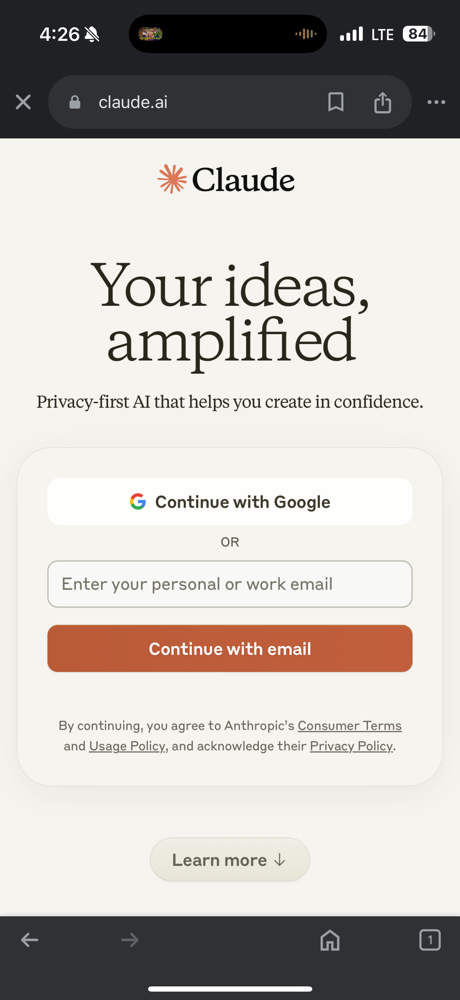 4:26
LTE
84
claude.ai
Claude
Your ideas,
amplified
Privacy-first AI that helps you create in confidence.
Continue with Google
OR
Enter your personal or work email
Continue with email
By continuing, you agree to Anthropic's Consumer Terms
and Usage Policy, and acknowledge their Privacy Policy.
Learn more ↓
1